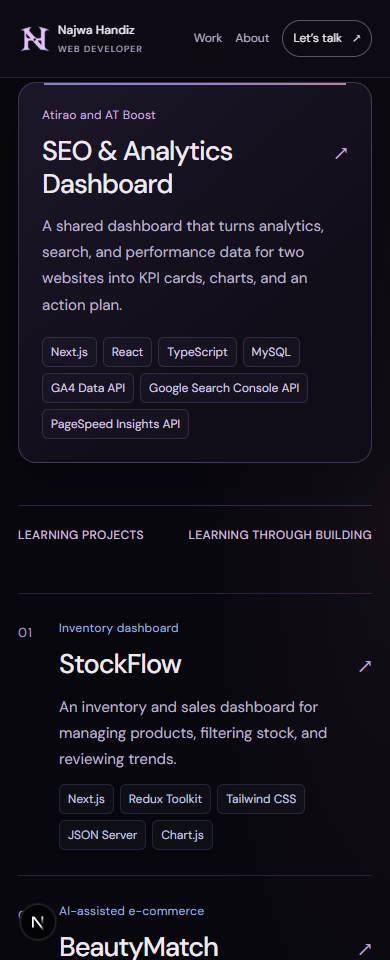 Najwa Handiz
WEB DEVELOPER
Work
About
Let's talk ↗
Atirao and AT Boost
SEO & Analytics
Dashboard
↗
A shared dashboard that turns analytics,
search, and performance data for two
websites into KPI cards, charts, and an
action plan.
Next.js React TypeScript MySQL
GA4 Data API Google Search Console API
PageSpeed Insights API
LEARNING PROJECTS
LEARNING THROUGH BUILDING
01
Inventory dashboard
StockFlow
↗
An inventory and sales dashboard for
managing products, filtering stock, and
reviewing trends.
Next.js Redux Toolkit Tailwind CSS
JSON Server Chart.js
AI-assisted e-commerce
BeautyMatch
↗
N